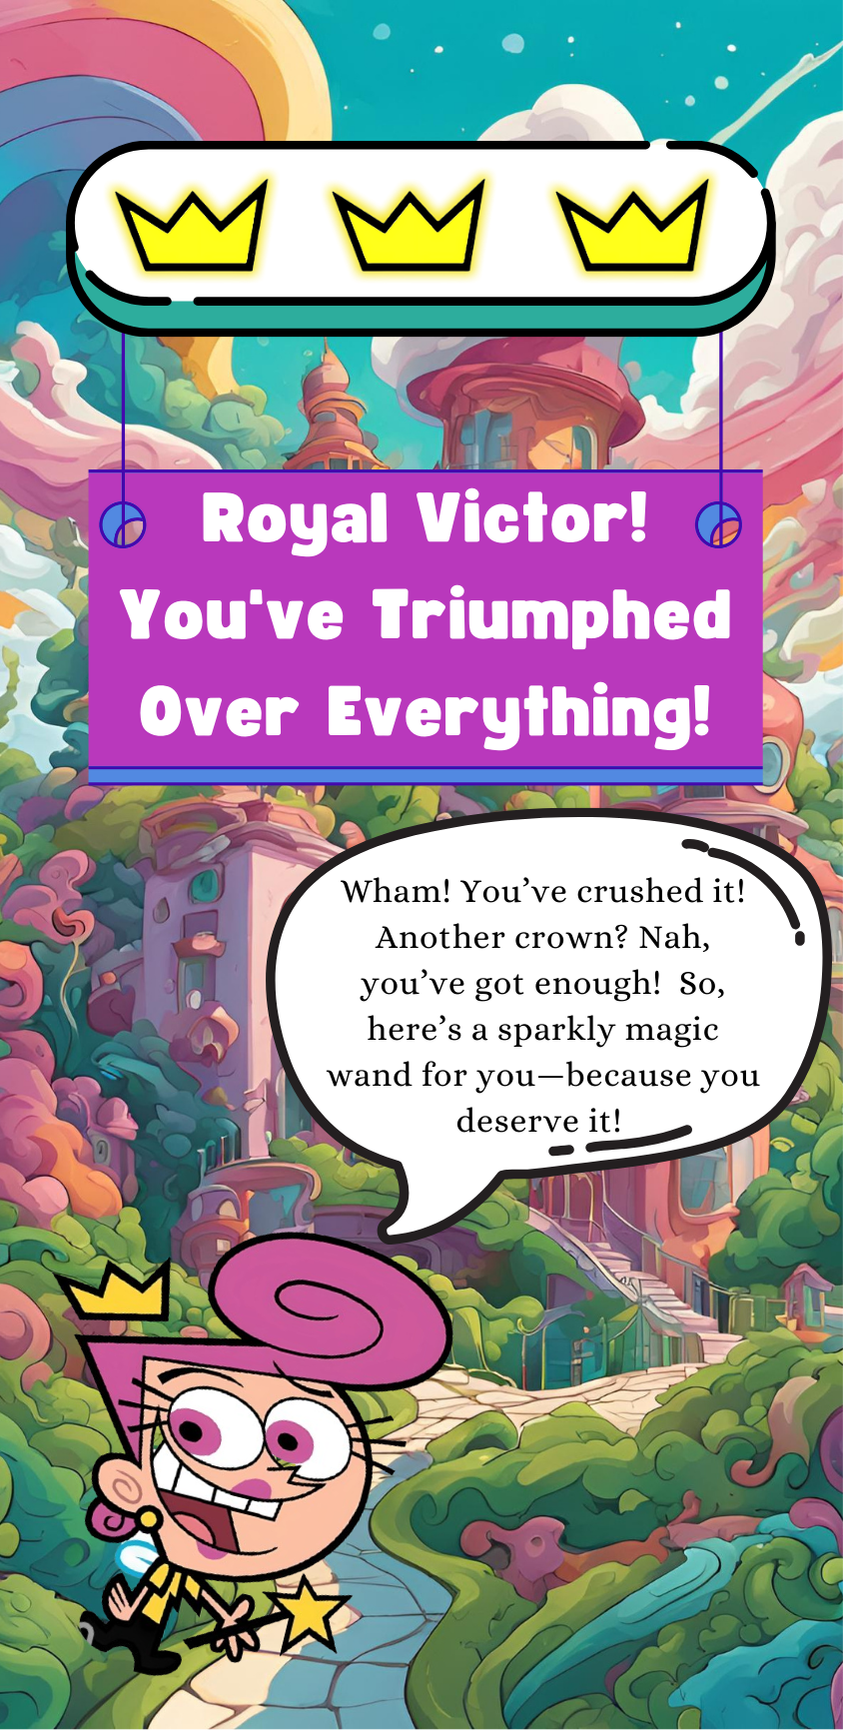 Royal Victor!
You've Triumphed
Over Everything!
Wham! You’ve crushed it!
Another crown? Nah,
you’ve got enough!  So,
here’s a sparkly magic
wand for you—because you
deserve it!